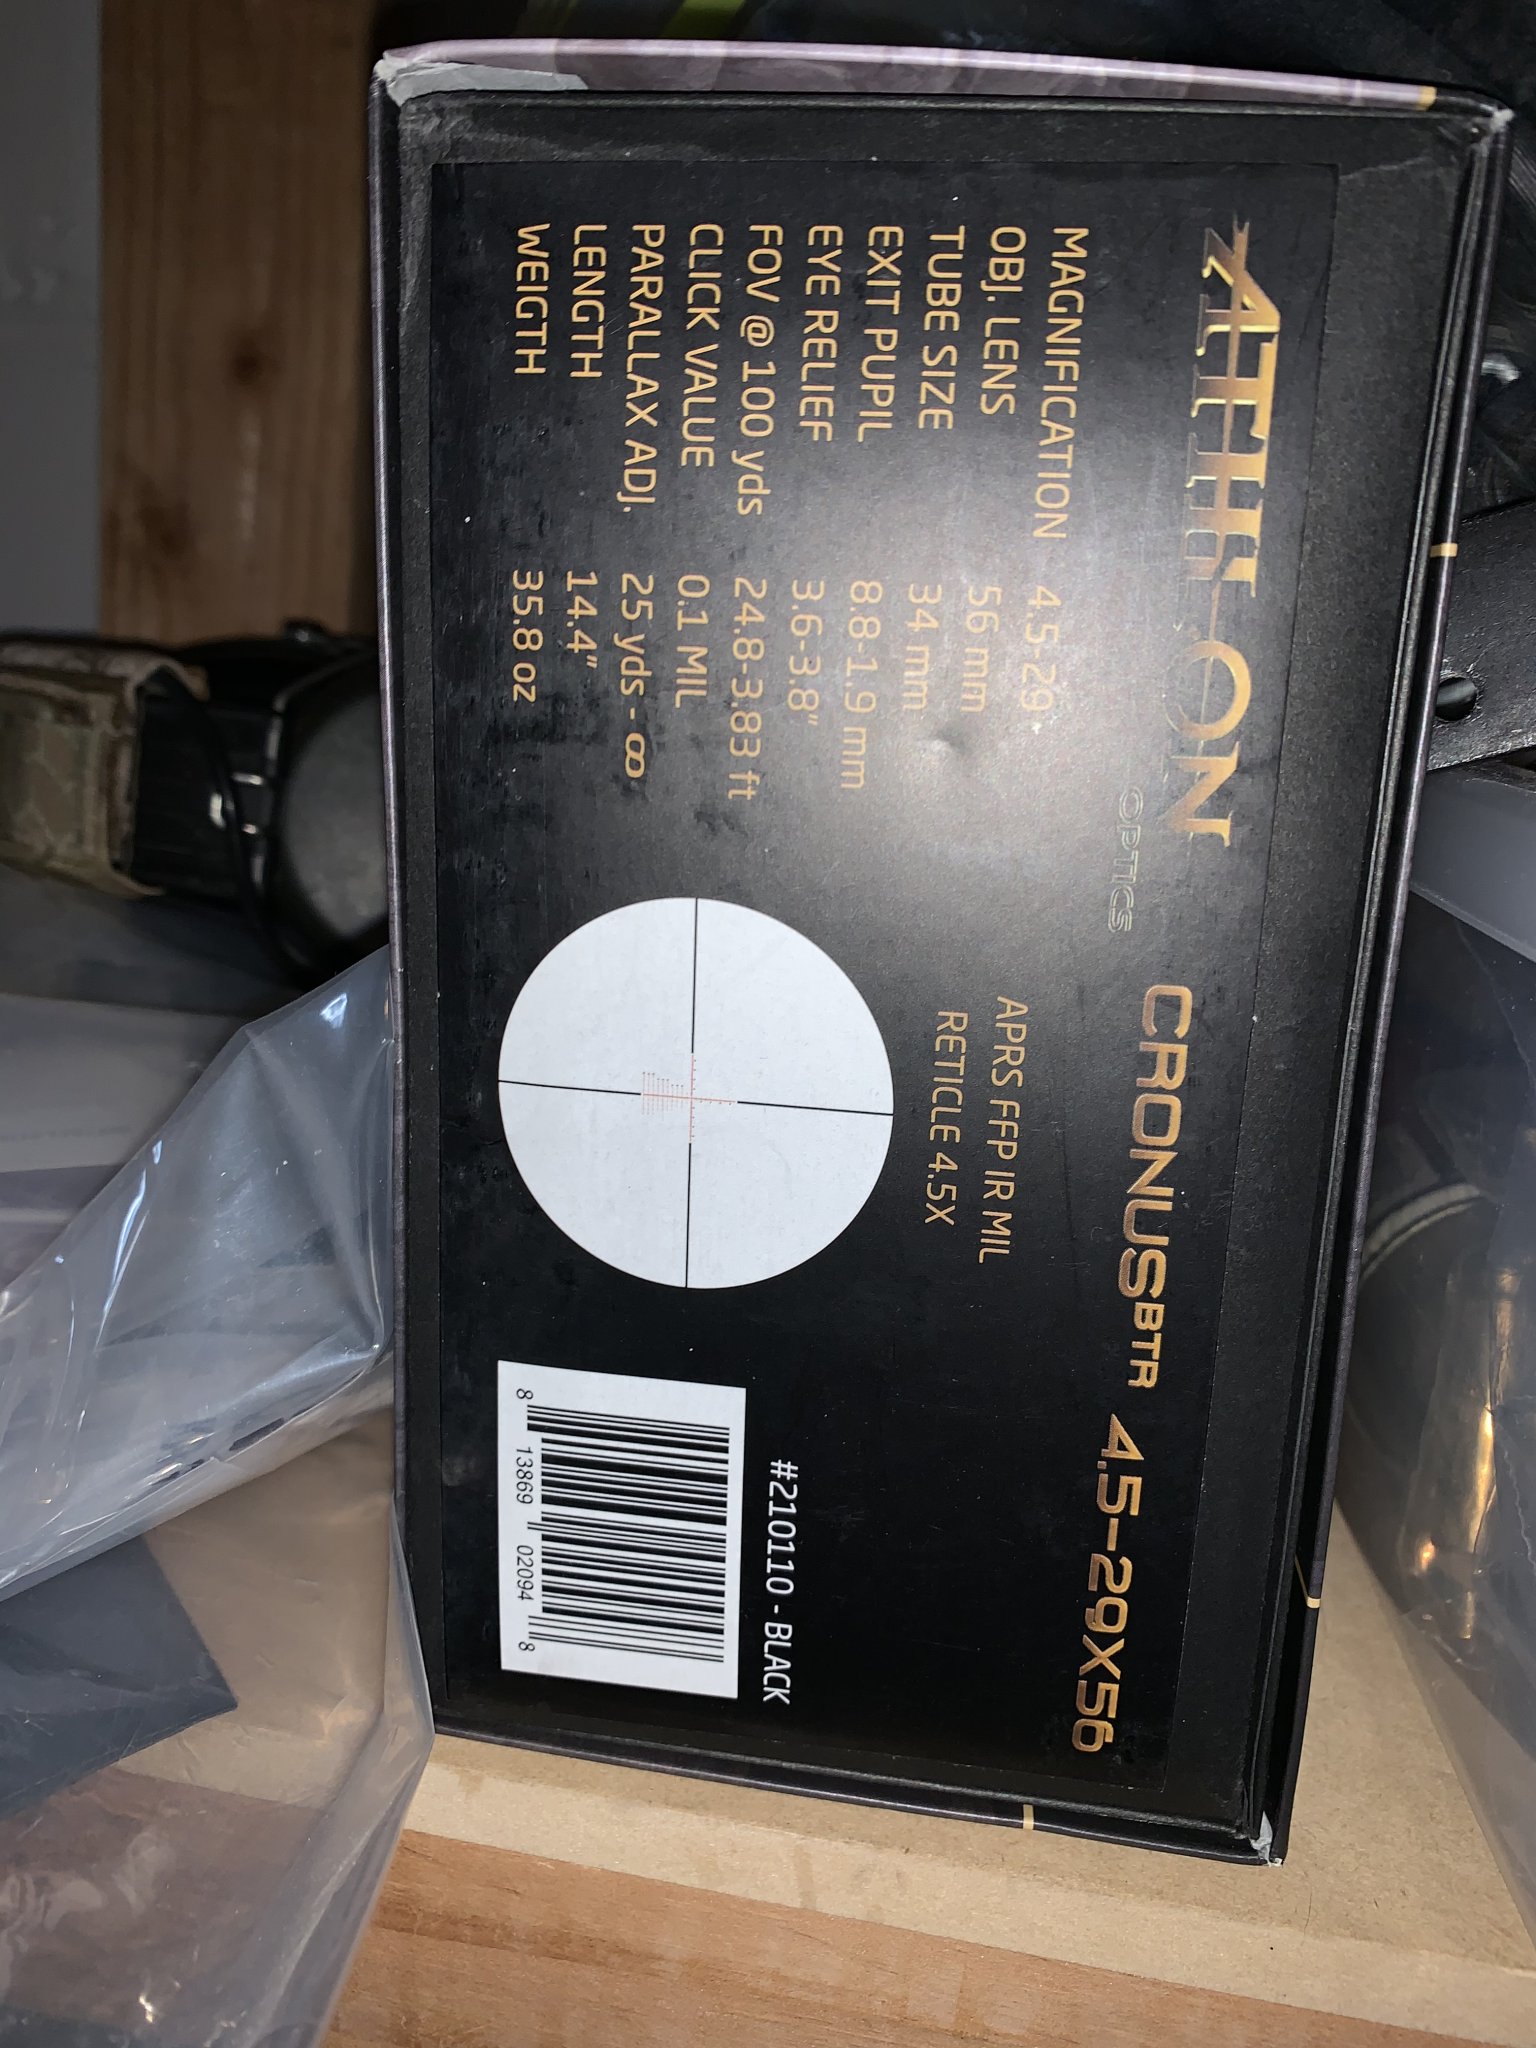 ATHLON
OPTICS
CRONUS BTR 4.5-29X56
MAGNIFICATION 4.5-29
OBJ. LENS 56 mm
TUBE SIZE 34 mm
EXIT PUPIL 8.8-1.9 mm
EYE RELIEF 3.6-3.8"
FOV @ 100 yds 24.8-3.83 ft
CLICK VALUE 0.1 MIL
PARALLAX ADJ. 25 yds - ∞
LENGTH 14.4"
WEIGTH 35.8 oz
APRS FFP IR MIL
RETICLE 4.5X
#210110 - BLACK
8 13869 02094 8